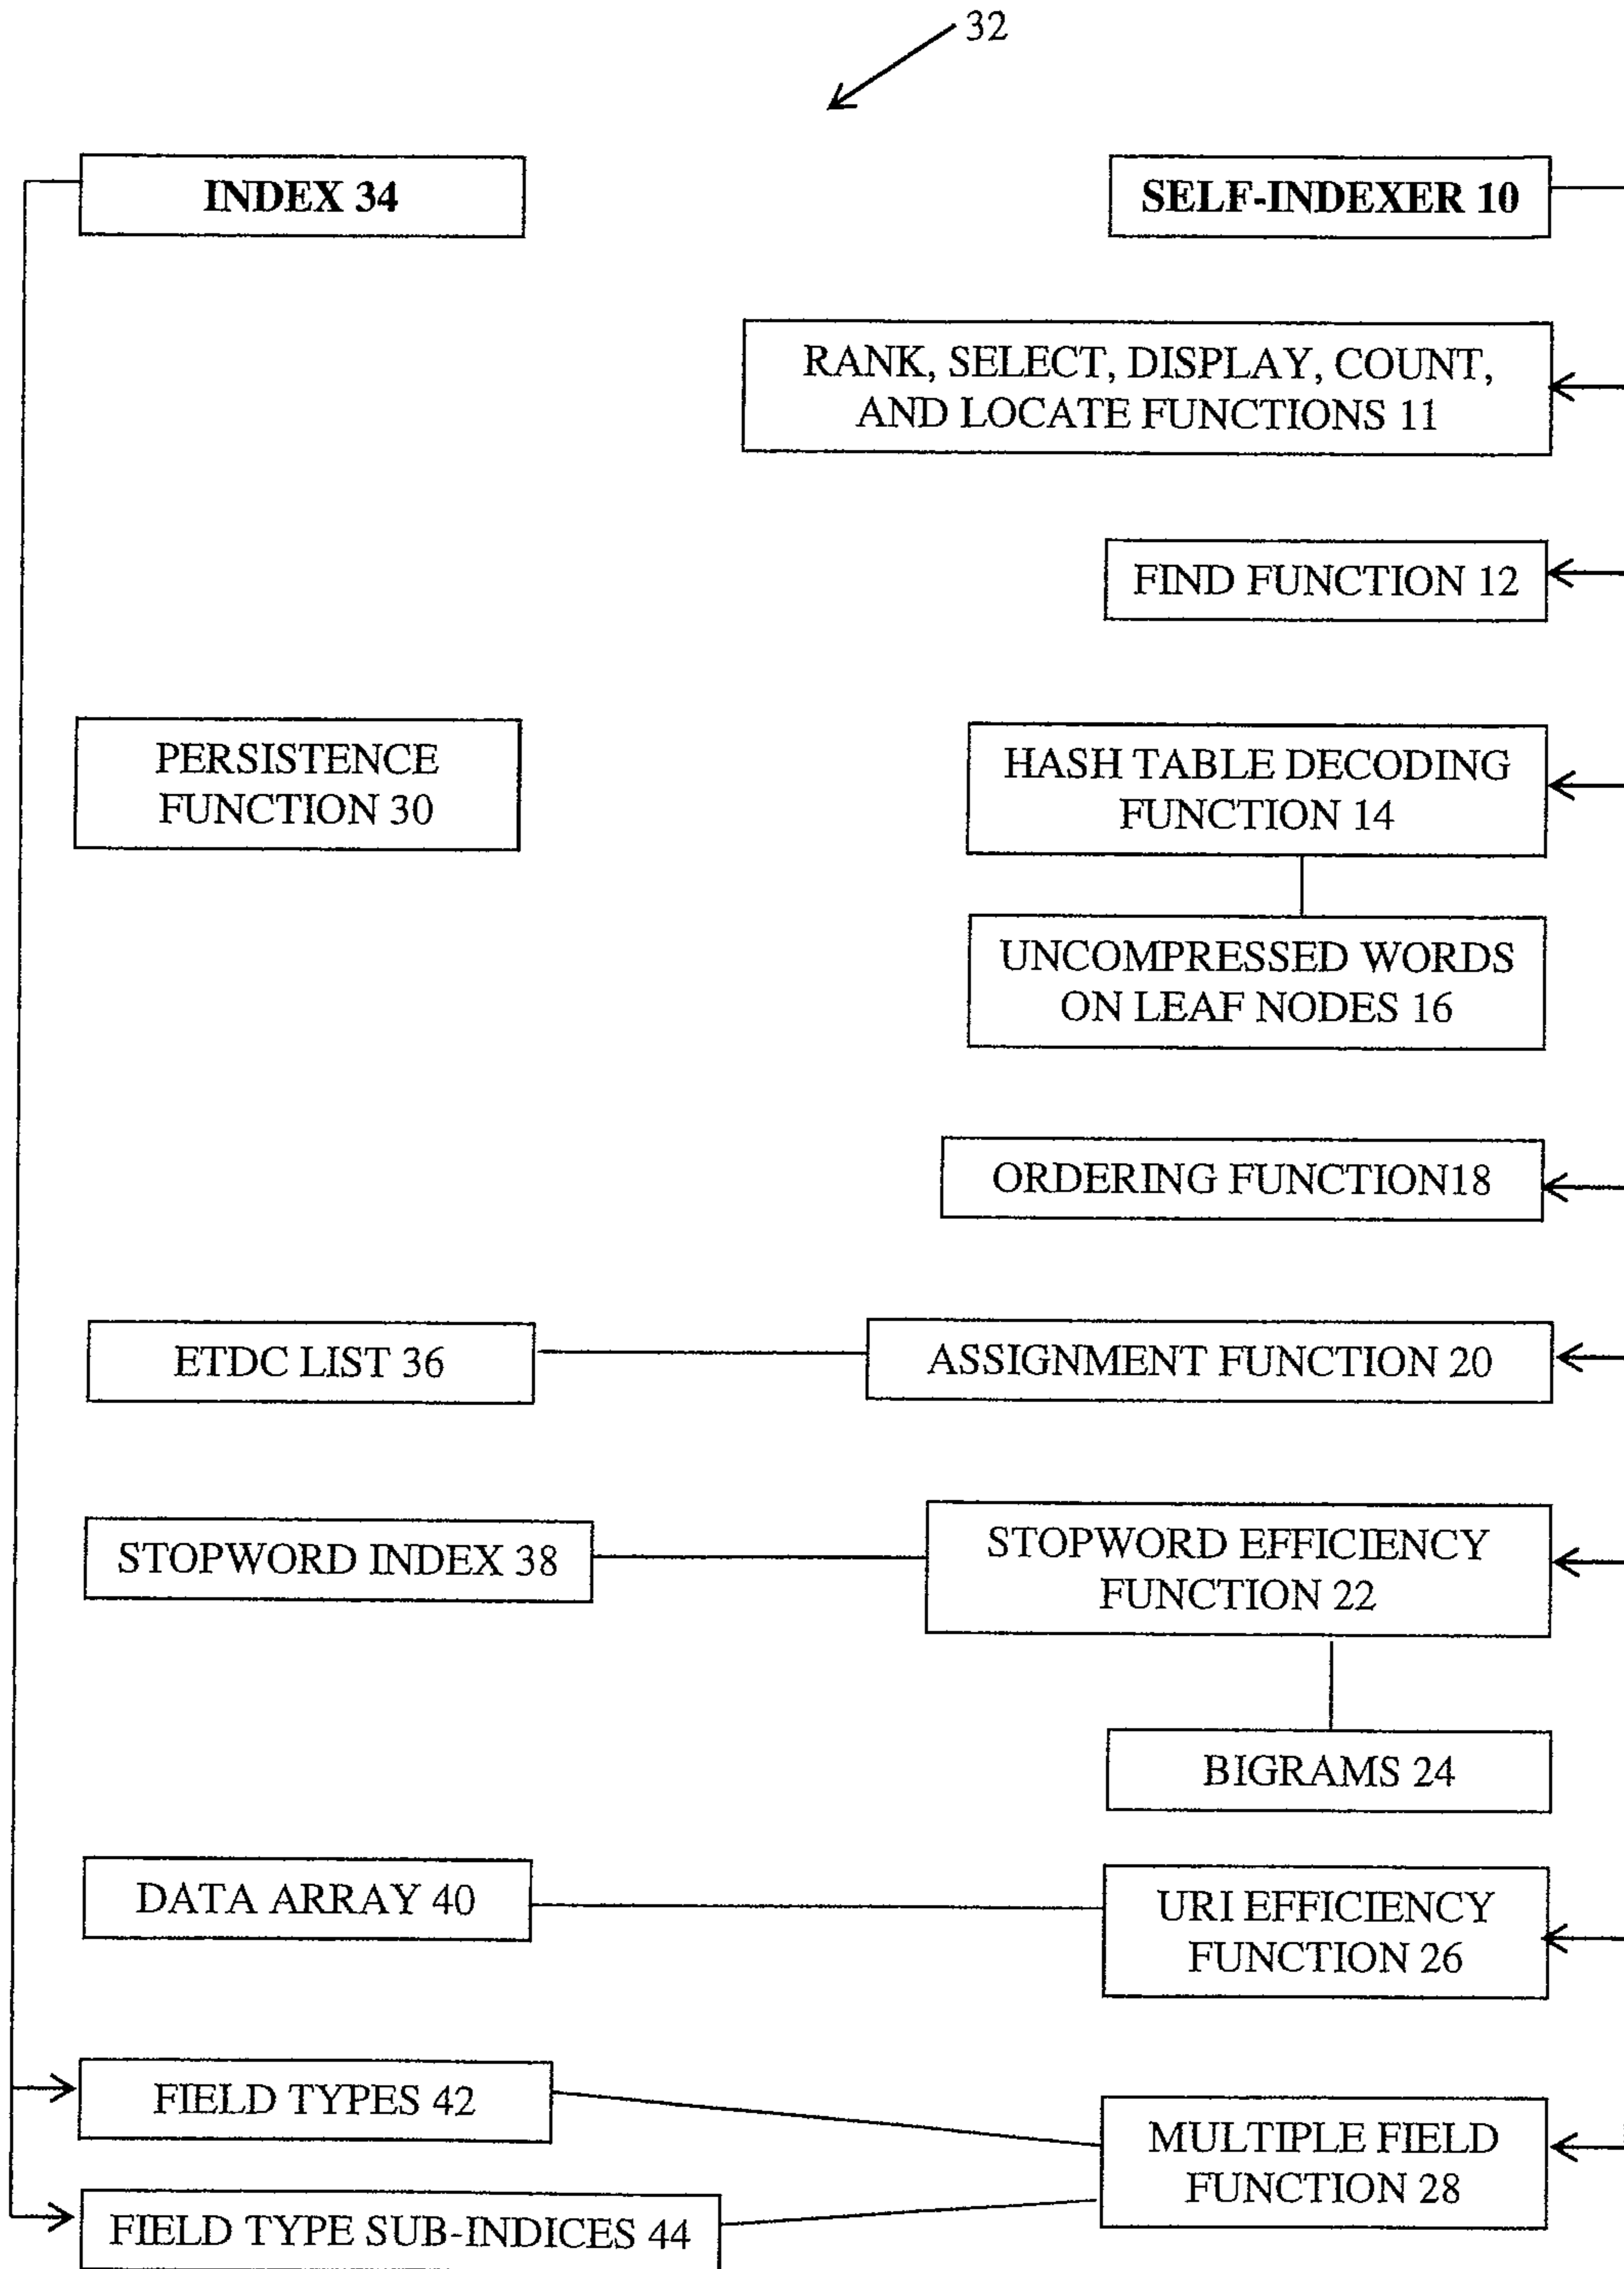 32
INDEX 34
SELF-INDEXER 10
RANK, SELECT, DISPLAY, COUNT,
AND LOCATE FUNCTIONS 11
FIND FUNCTION 12
PERSISTENCE
FUNCTION 30
HASH TABLE DECODING
FUNCTION 14
UNCOMPRESSED WORDS
ON LEAF NODES 16
ORDERING FUNCTION18
ETDC LIST 36
ASSIGNMENT FUNCTION 20
STOPWORD INDEX 38
STOPWORD EFFICIENCY
FUNCTION 22
BIGRAMS 24
DATA ARRAY 40
URI EFFICIENCY
FUNCTION 26
FIELD TYPES 42
MULTIPLE FIELD
FUNCTION 28
FIELD TYPE SUB-INDICES 44